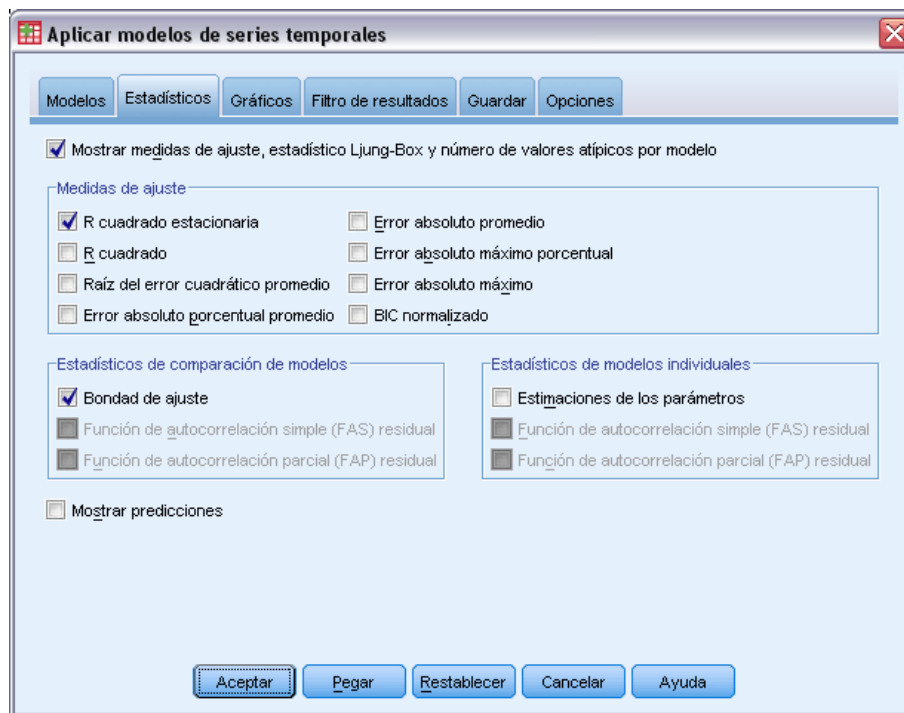 Aplicar modelos de series temporales
Modelos Estadísticos Gráficos Filtro de resultados Guardar Opciones
Mostrar medidas de ajuste, estadístico Ljung-Box y número de valores atípicos por modelo
Medidas de ajuste
R cuadrado estacionaria
R cuadrado
Raíz del error cuadrático promedio
Error absoluto porcentual promedio
Error absoluto promedio
Error absoluto máximo porcentual
Error absoluto máximo
BIC normalizado
Estadísticos de comparación de modelos
Bondad de ajuste
Función de autocorrelación simple (FAS) residual
Función de autocorrelación parcial (FAP) residual
Estadísticos de modelos individuales
Estimaciones de los parámetros
Función de autocorrelación simple (FAS) residual
Función de autocorrelación parcial (FAP) residual
Mostrar predicciones
Aceptar Pegar Restablecer Cancelar Ayuda